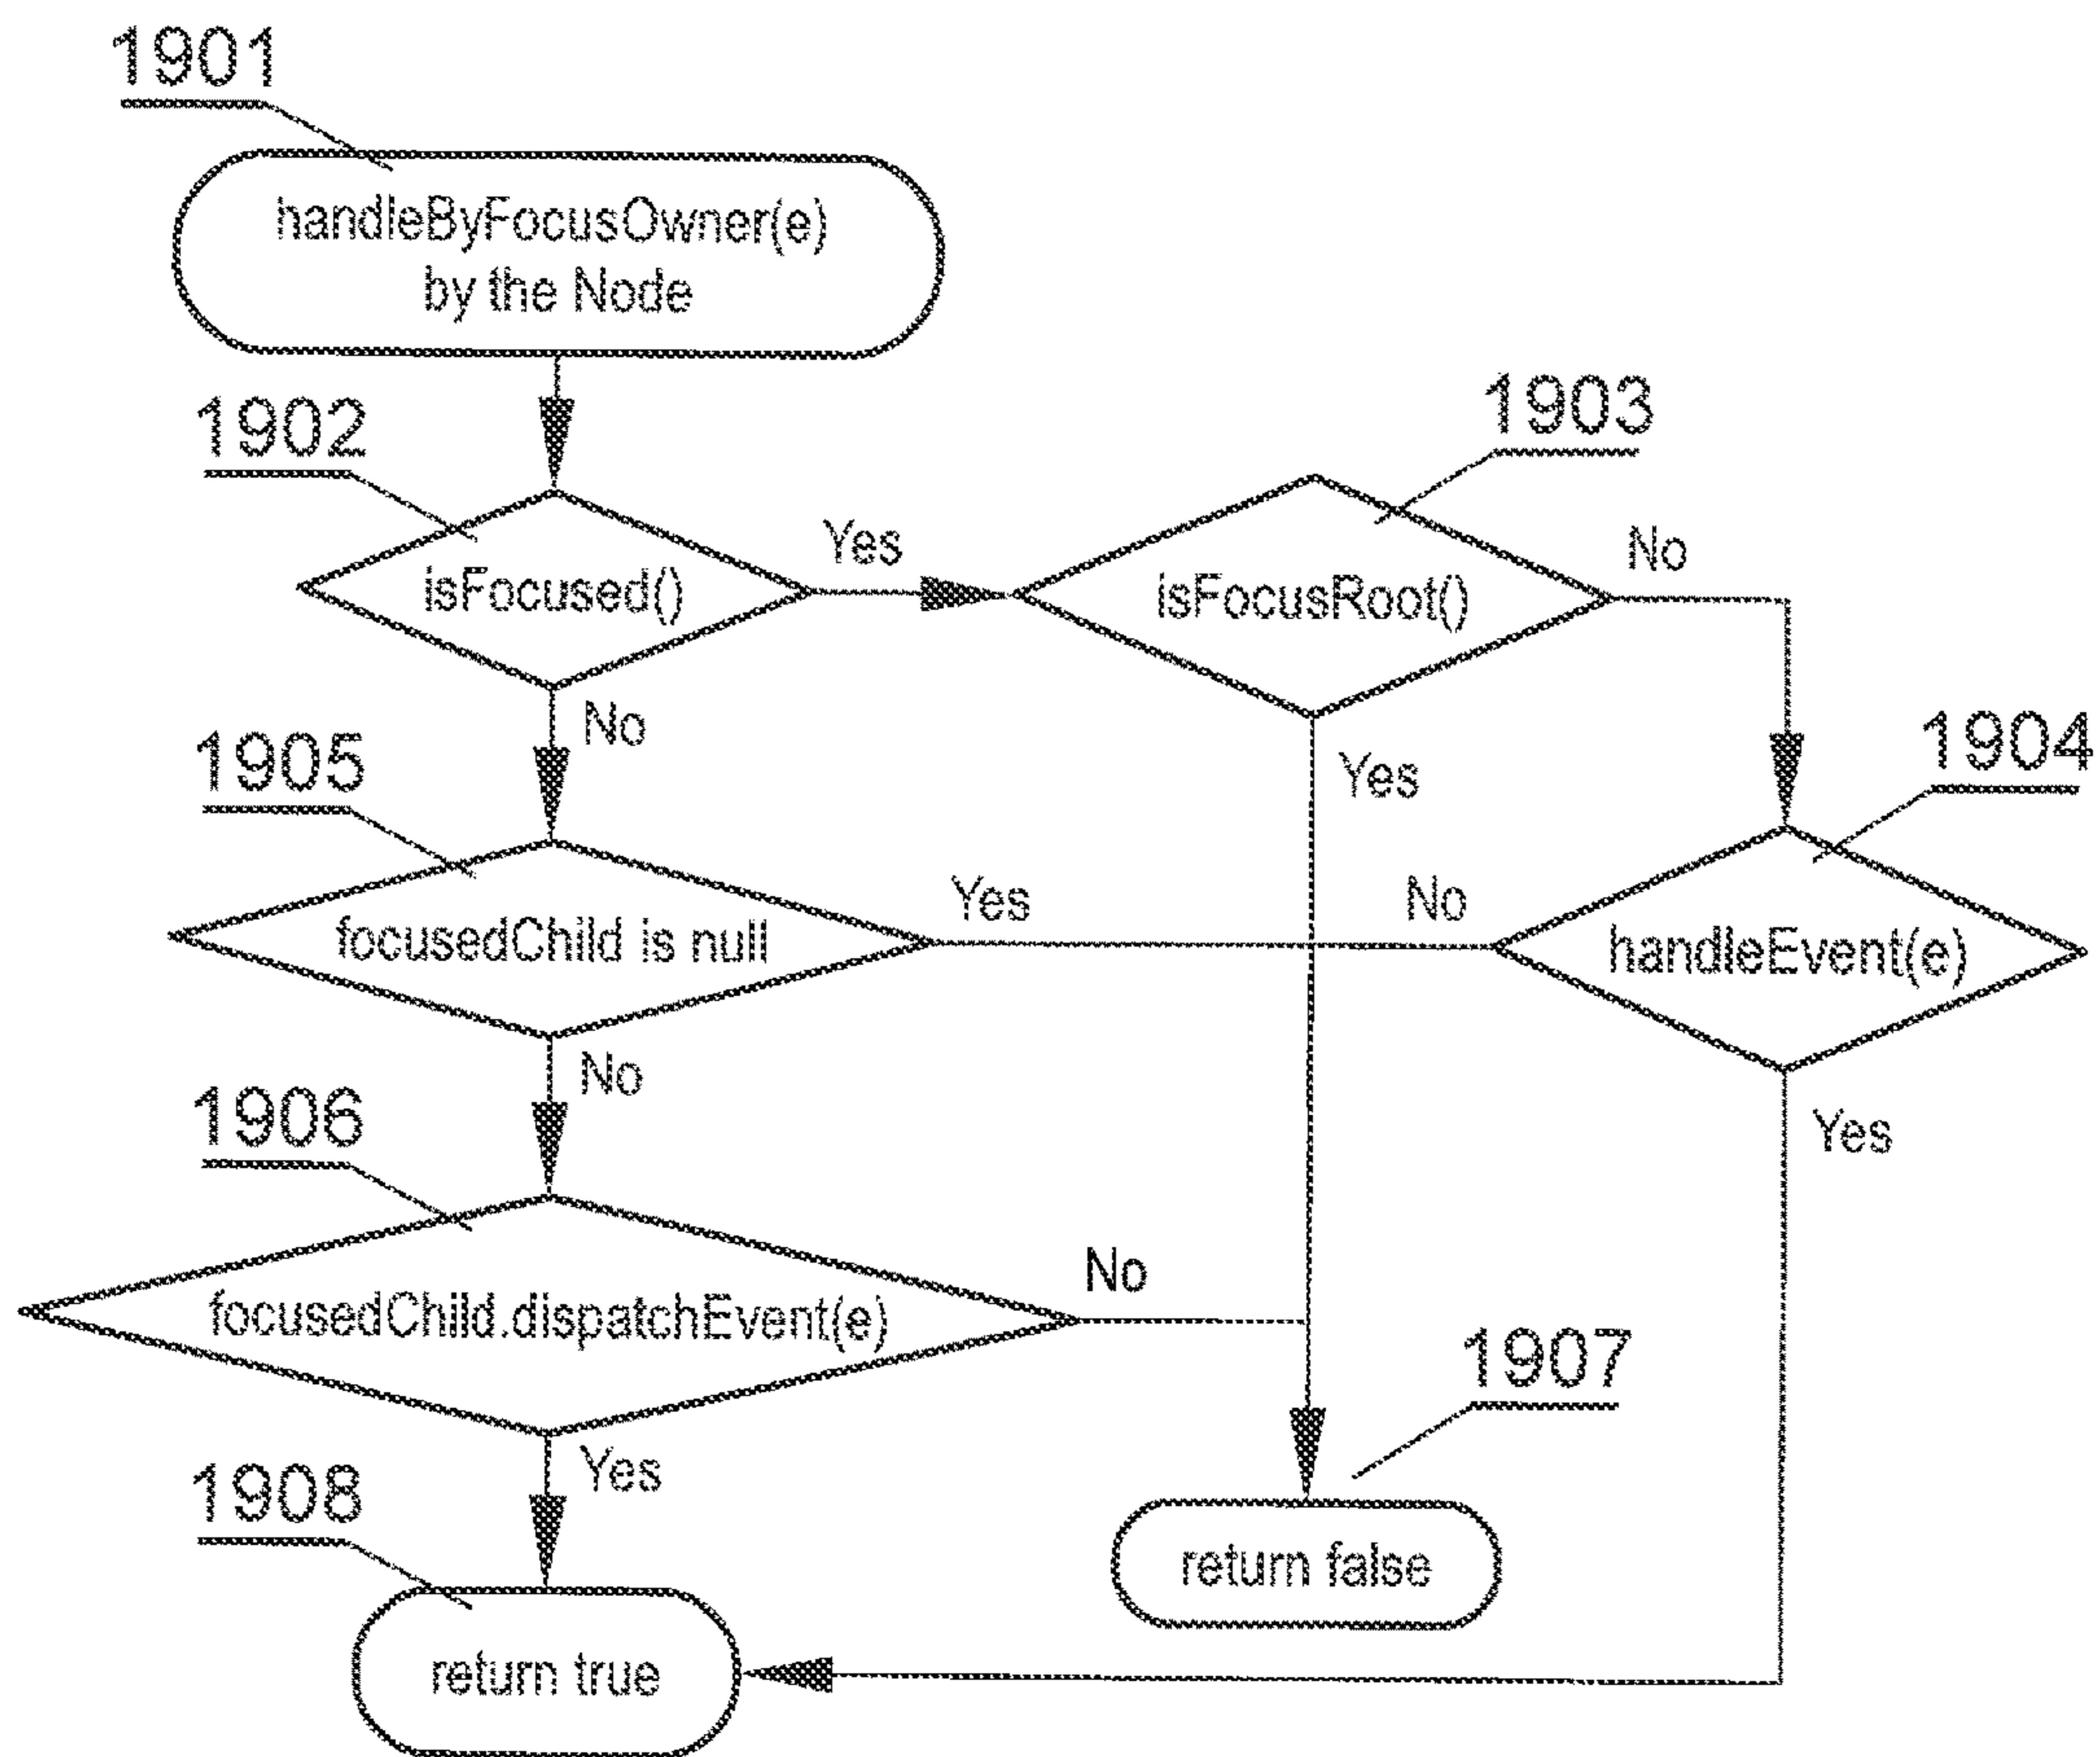 1901
handleByFocusOwner(e)
by the Node
1902
1903
isFocused()
Yes
isFocusRoot()
No
No
Yes
1905
1904
focusedChild is null
Yes
No
handleEvent(e)
No
Yes
1906
focusedChild.dispatchEvent(e)
No
1907
Yes
1908
return false
return true